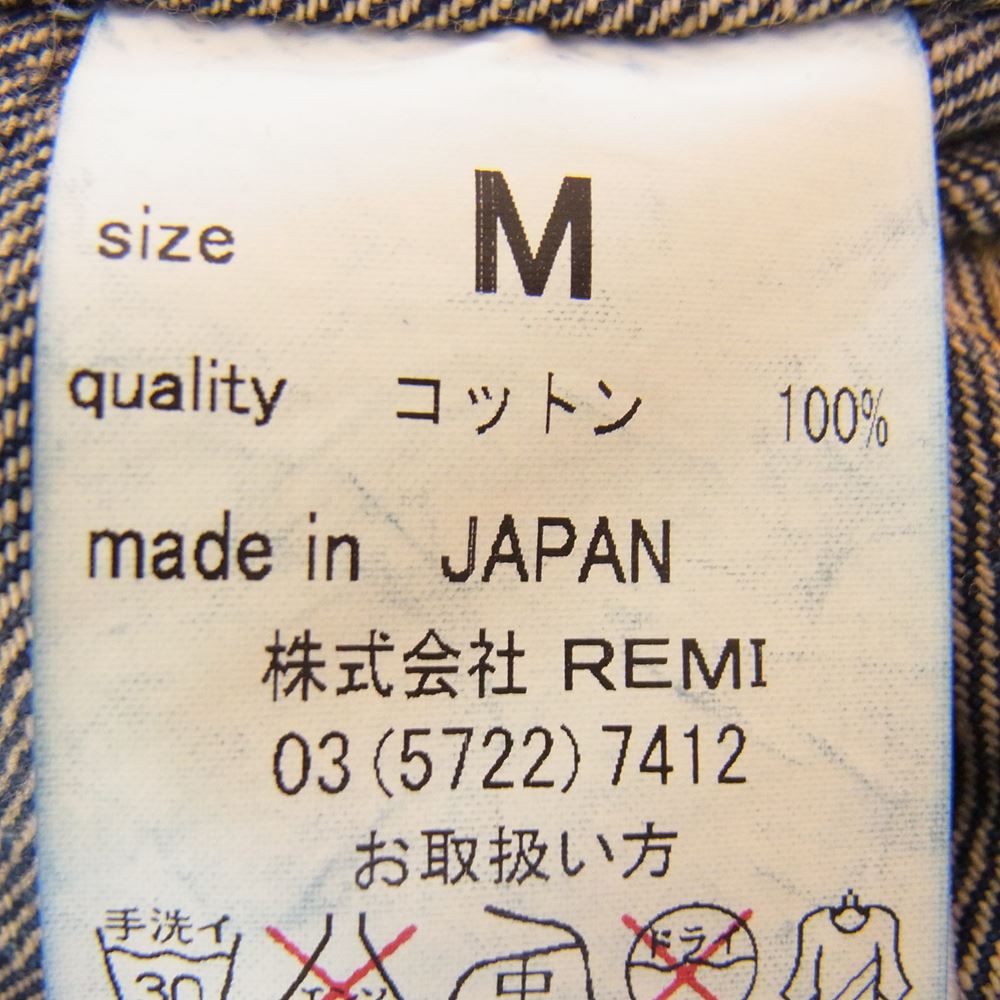 size M
quality コットン 100%
made in JAPAN
株式会社 REMI
03(5722)7412
お取扱い方
手洗イ ドライ
30 中